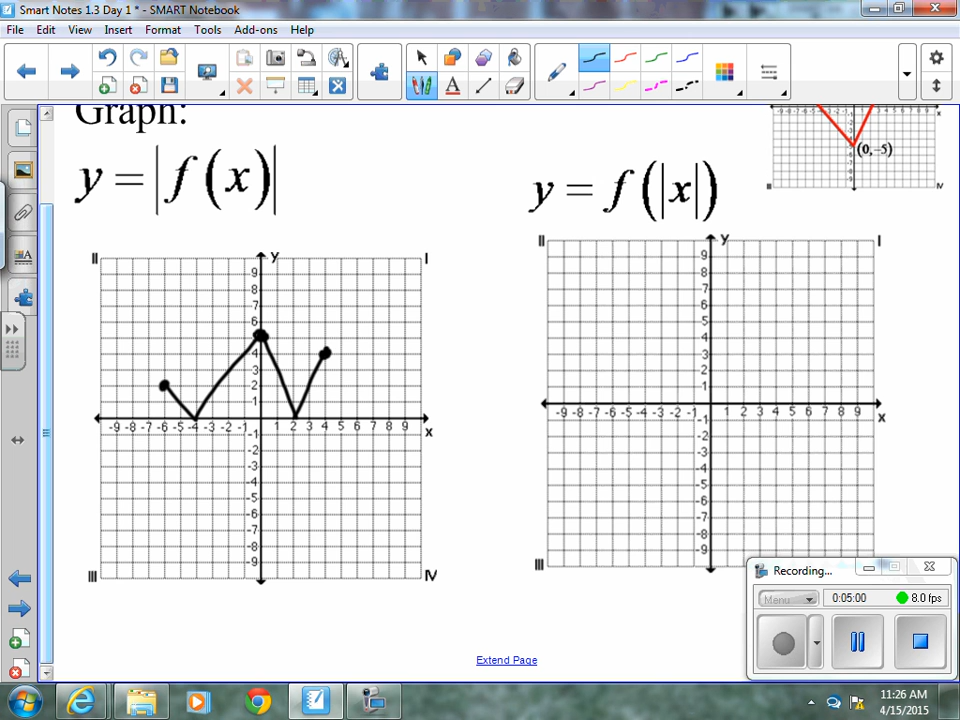 Smart Notes 1.3 Day 1 * - SMART Notebook
File Edit View Insert Format Tools Add-ons Help
Graph:
y = |f(x)|
y = f(|x|)
(0, -5)
III IV
II y I
9
8
7
6
5
4
3
2
1
-9 -8 -7 -6 -5 -4 -3 -2 -1 1 2 3 4 5 6 7 8 9
x
-1
-2
-3
-4
-5
-6
-7
-8
-9
III IV
II y I
9
8
7
6
5
4
3
2
1
-9 -8 -7 -6 -5 -4 -3 -2 -1 1 2 3 4 5 6 7 8 9
x
-1
-2
-3
-4
-5
-6
-7
-8
-9
III
Recording...
Menu 0:05:00 8.0 fps
Extend Page
11:26 AM
4/15/2015